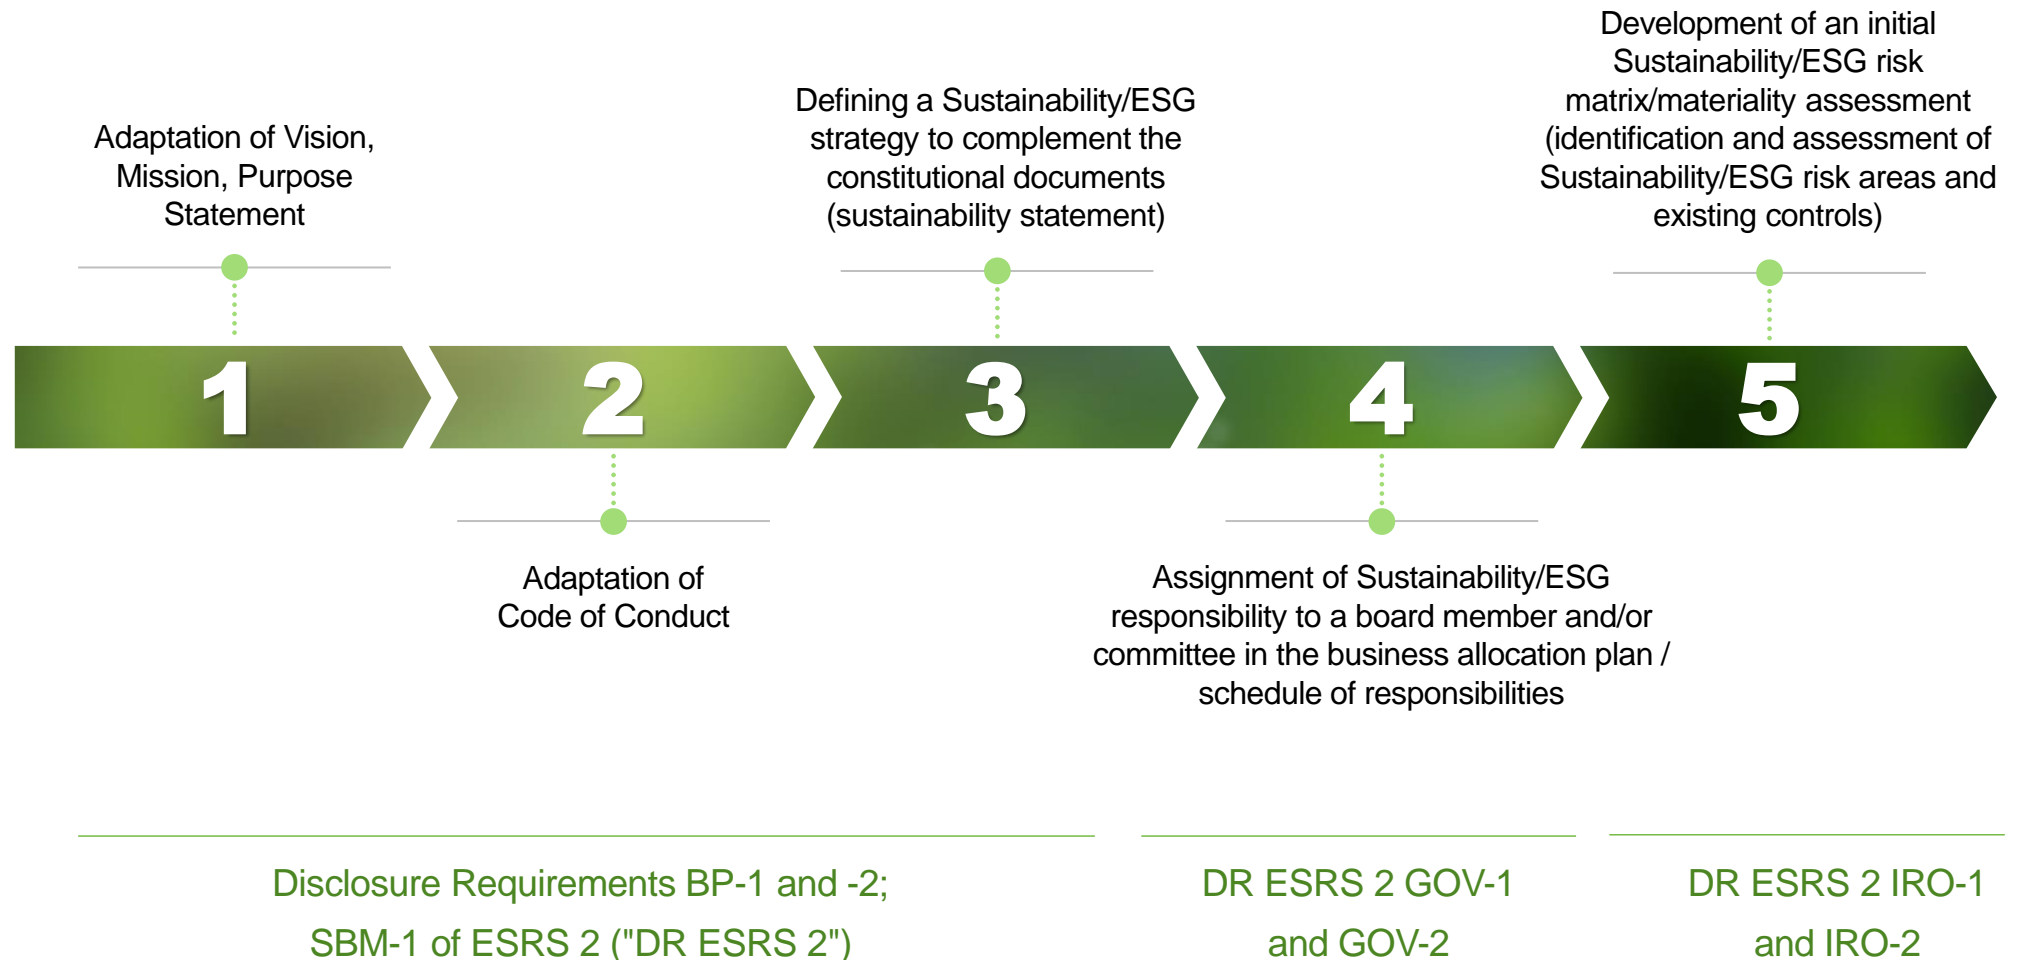 Adaptation of Vision,
Mission, Purpose
Statement
Defining a Sustainability/ESG
strategy to complement the
constitutional documents
(sustainability statement)
Development of an initial
Sustainability/ESG risk
matrix/materiality assessment
(identification and assessment of
Sustainability/ESG risk areas and
existing controls)
1
2
3
4
5
Adaptation of
Code of Conduct
Assignment of Sustainability/ESG
responsibility to a board member and/or
committee in the business allocation plan /
schedule of responsibilities
Disclosure Requirements BP-1 and -2;
SBM-1 of ESRS 2 ("DR ESRS 2")
DR ESRS 2 GOV-1
and GOV-2
DR ESRS 2 IRO-1
and IRO-2